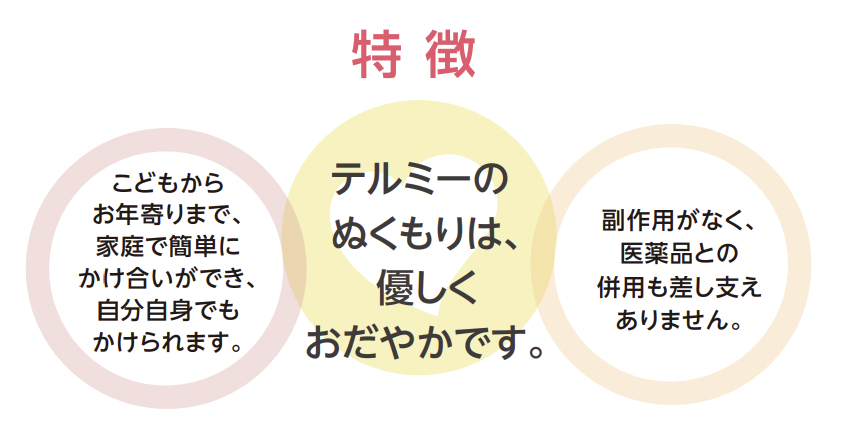 特 徴
こどもから
お年寄りまで、
家庭で簡単に
かけ合いができ、
自分自身でも
かけられます。
テルミーの
ぬくもりは、
優しく
おだやかです。
副作用がなく、
医薬品との
併用も差し支え
ありません。